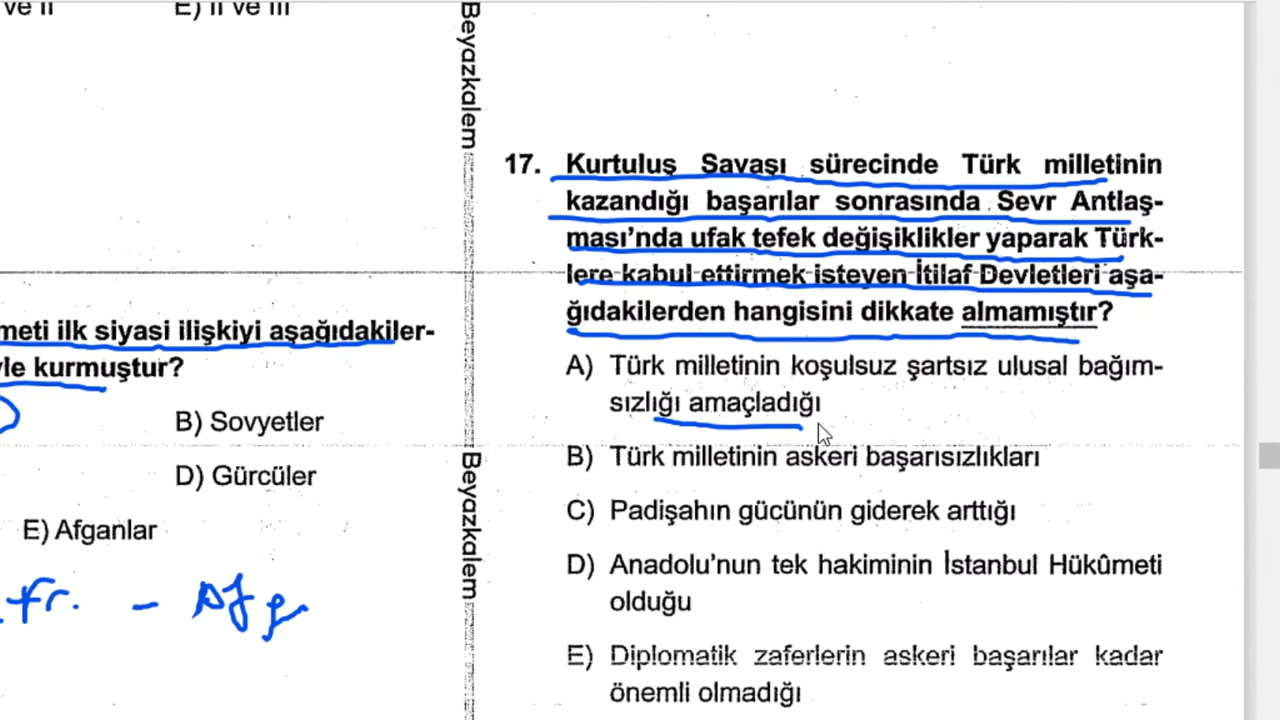 ve II
E) II ve III
meti ilk siyasi ilişkiyi aşağıdakiler-
yle kurmuştur?
B) Sovyetler
D) Gürcüler
E) Afganlar
fr. - Afg
Beyazkalem
Beyazkalem
17. Kurtuluş Savaşı sürecinde Türk milletinin
kazandığı başarılar sonrasında Sevr Antlaş-
ması'nda ufak tefek değişiklikler yaparak Türk-
lere kabul ettirmek isteyen İtilaf Devletleri aşa-
ğıdakilerden hangisini dikkate almamıştır?
A) Türk milletinin koşulsuz şartsız ulusal bağım-
sızlığı amaçladığı
B) Türk milletinin askeri başarısızlıkları
C) Padişahın gücünün giderek arttığı
D) Anadolu'nun tek hakiminin İstanbul Hükûmeti
olduğu
E) Diplomatik zaferlerin askeri başarılar kadar
önemli olmadığı